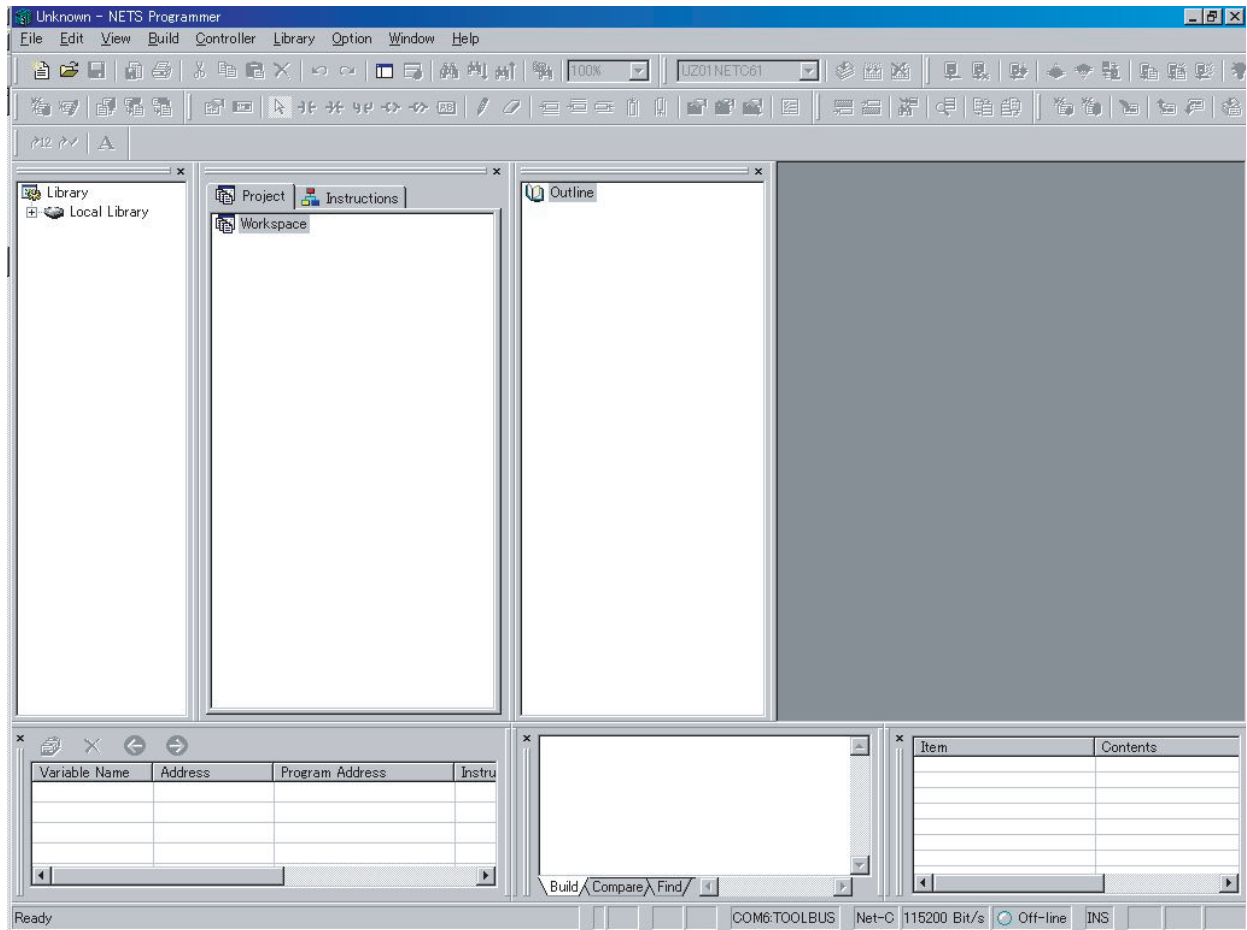 Unknown - NETS Programmer
File Edit View Build Controller Library Option Window Help
100% UZ01NETC61
A
Library
Local Library
Project Instructions
Workspace
Outline
Variable Name Address Program Address Instru
Build Compare Find
Item Contents
Ready COM6:TOOLBUS Net-C 115200 Bit/s Off-line INS